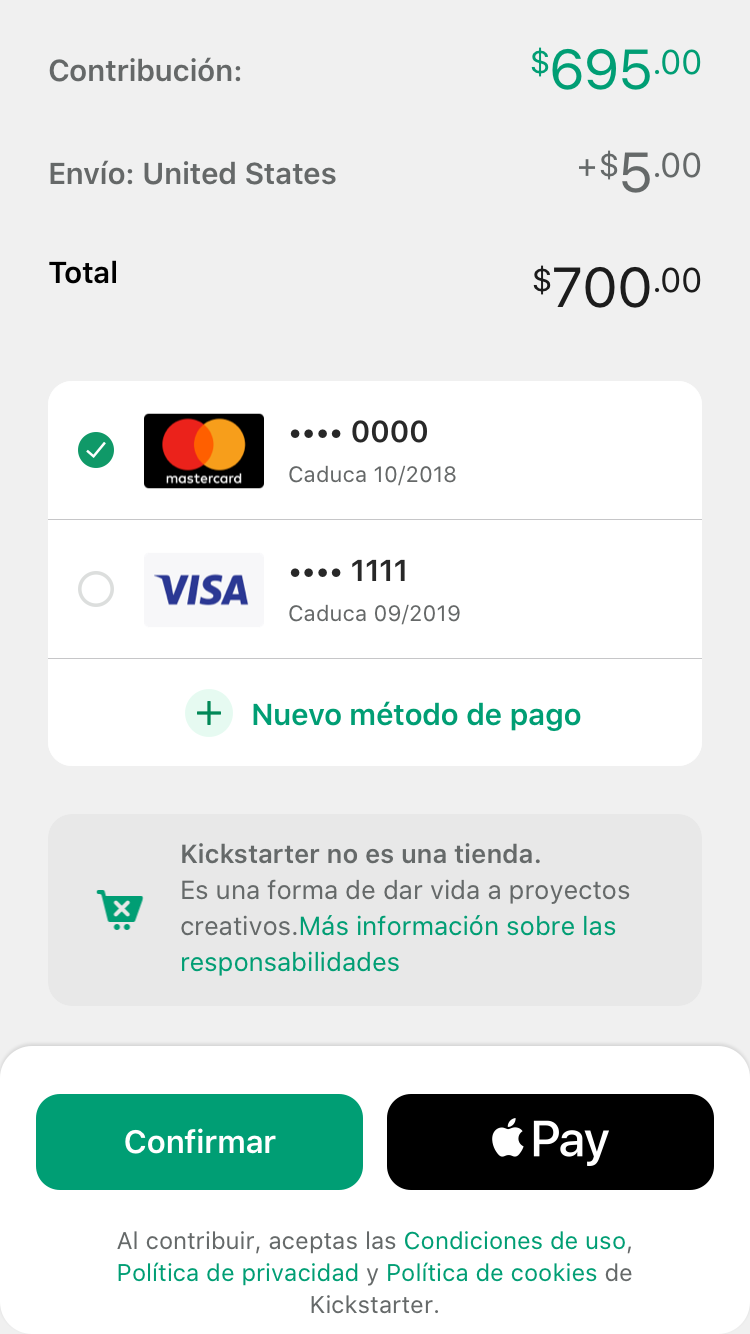 Contribución: $695.00
Envío: United States +$5.00
Total $700.00
mastercard
•••• 0000
Caduca 10/2018
VISA
•••• 1111
Caduca 09/2019
+ Nuevo método de pago
Kickstarter no es una tienda.
Es una forma de dar vida a proyectos
creativos.Más información sobre las
responsabilidades
Confirmar
Pay
Al contribuir, aceptas las Condiciones de uso,
Política de privacidad y Política de cookies de
Kickstarter.